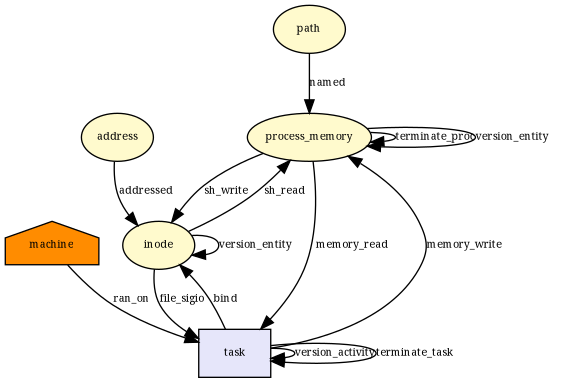 path
named
address
process_memory
terminate_proc
version_entity
addressed
sh_write
sh_read
machine
inode
version_entity
memory_read
memory_write
ran_on
file_sigio
bind
task
version_activity
terminate_task